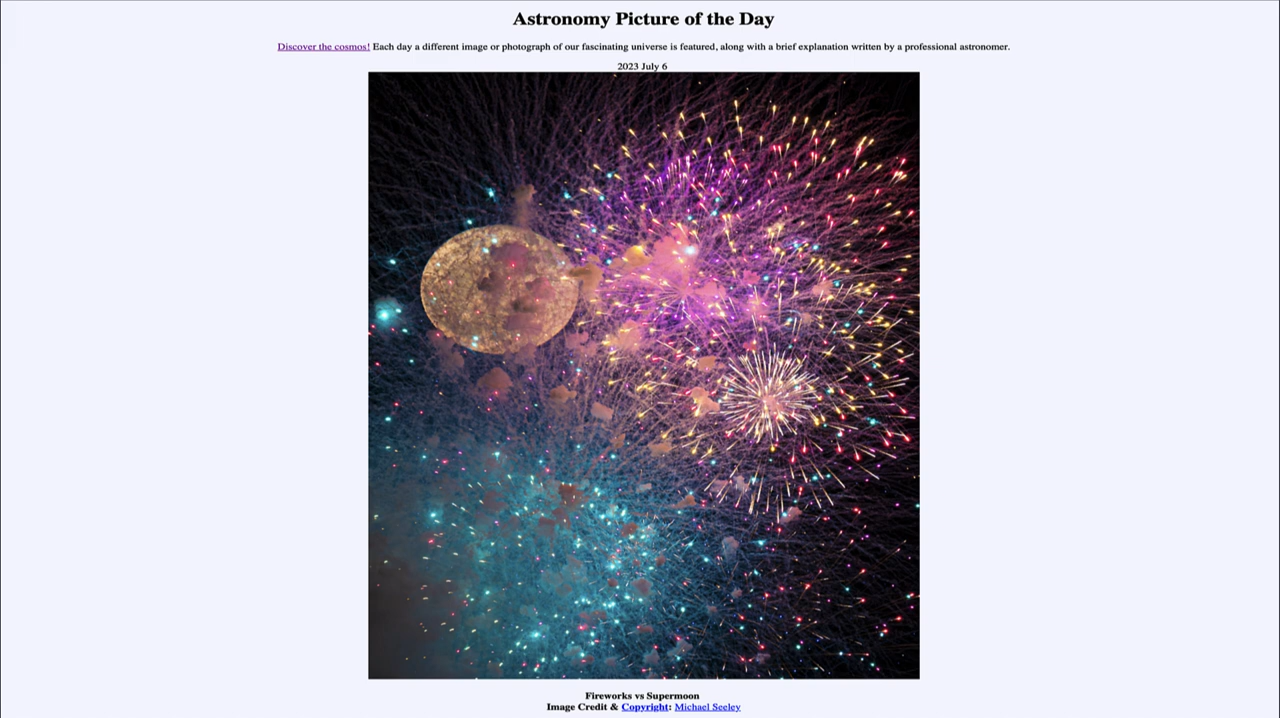 Astronomy Picture of the Day
Discover the cosmos! Each day a different image or photograph of our fascinating universe is featured, along with a brief explanation written by a professional astronomer.
2023 July 6
Fireworks vs Supermoon
Image Credit & Copyright: Michael Seeley